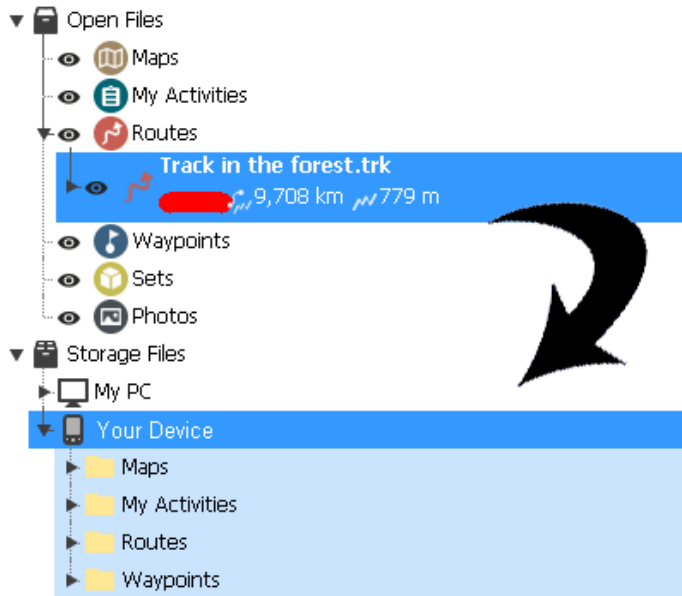 Open Files
Maps
My Activities
Routes
Track in the forest.trk
9,708 km 779 m
Waypoints
Sets
Photos
Storage Files
My PC
Your Device
Maps
My Activities
Routes
Waypoints